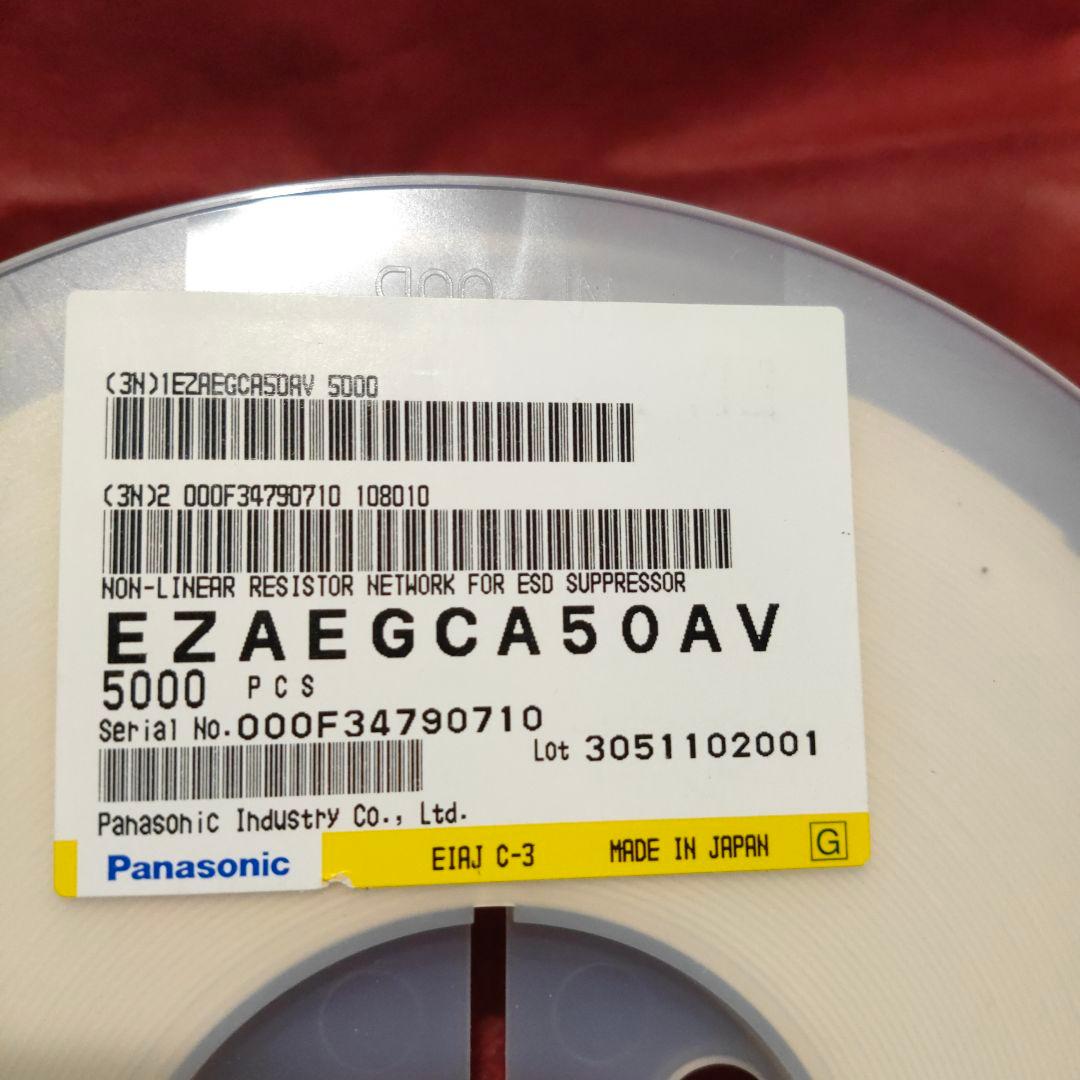 (3N)1EZAEGCA50AV 5000
(3N)2 000F34790710 108010
NON-LINEAR RESISTOR NETWORK FOR ESD SUPPRESSOR
EZAEGCA50AV
5000 PCS
Serial No.000F34790710
Lot 3051102001
Panasonic Industry Co., Ltd.
Panasonic EIAJ C-3 MADE IN JAPAN G